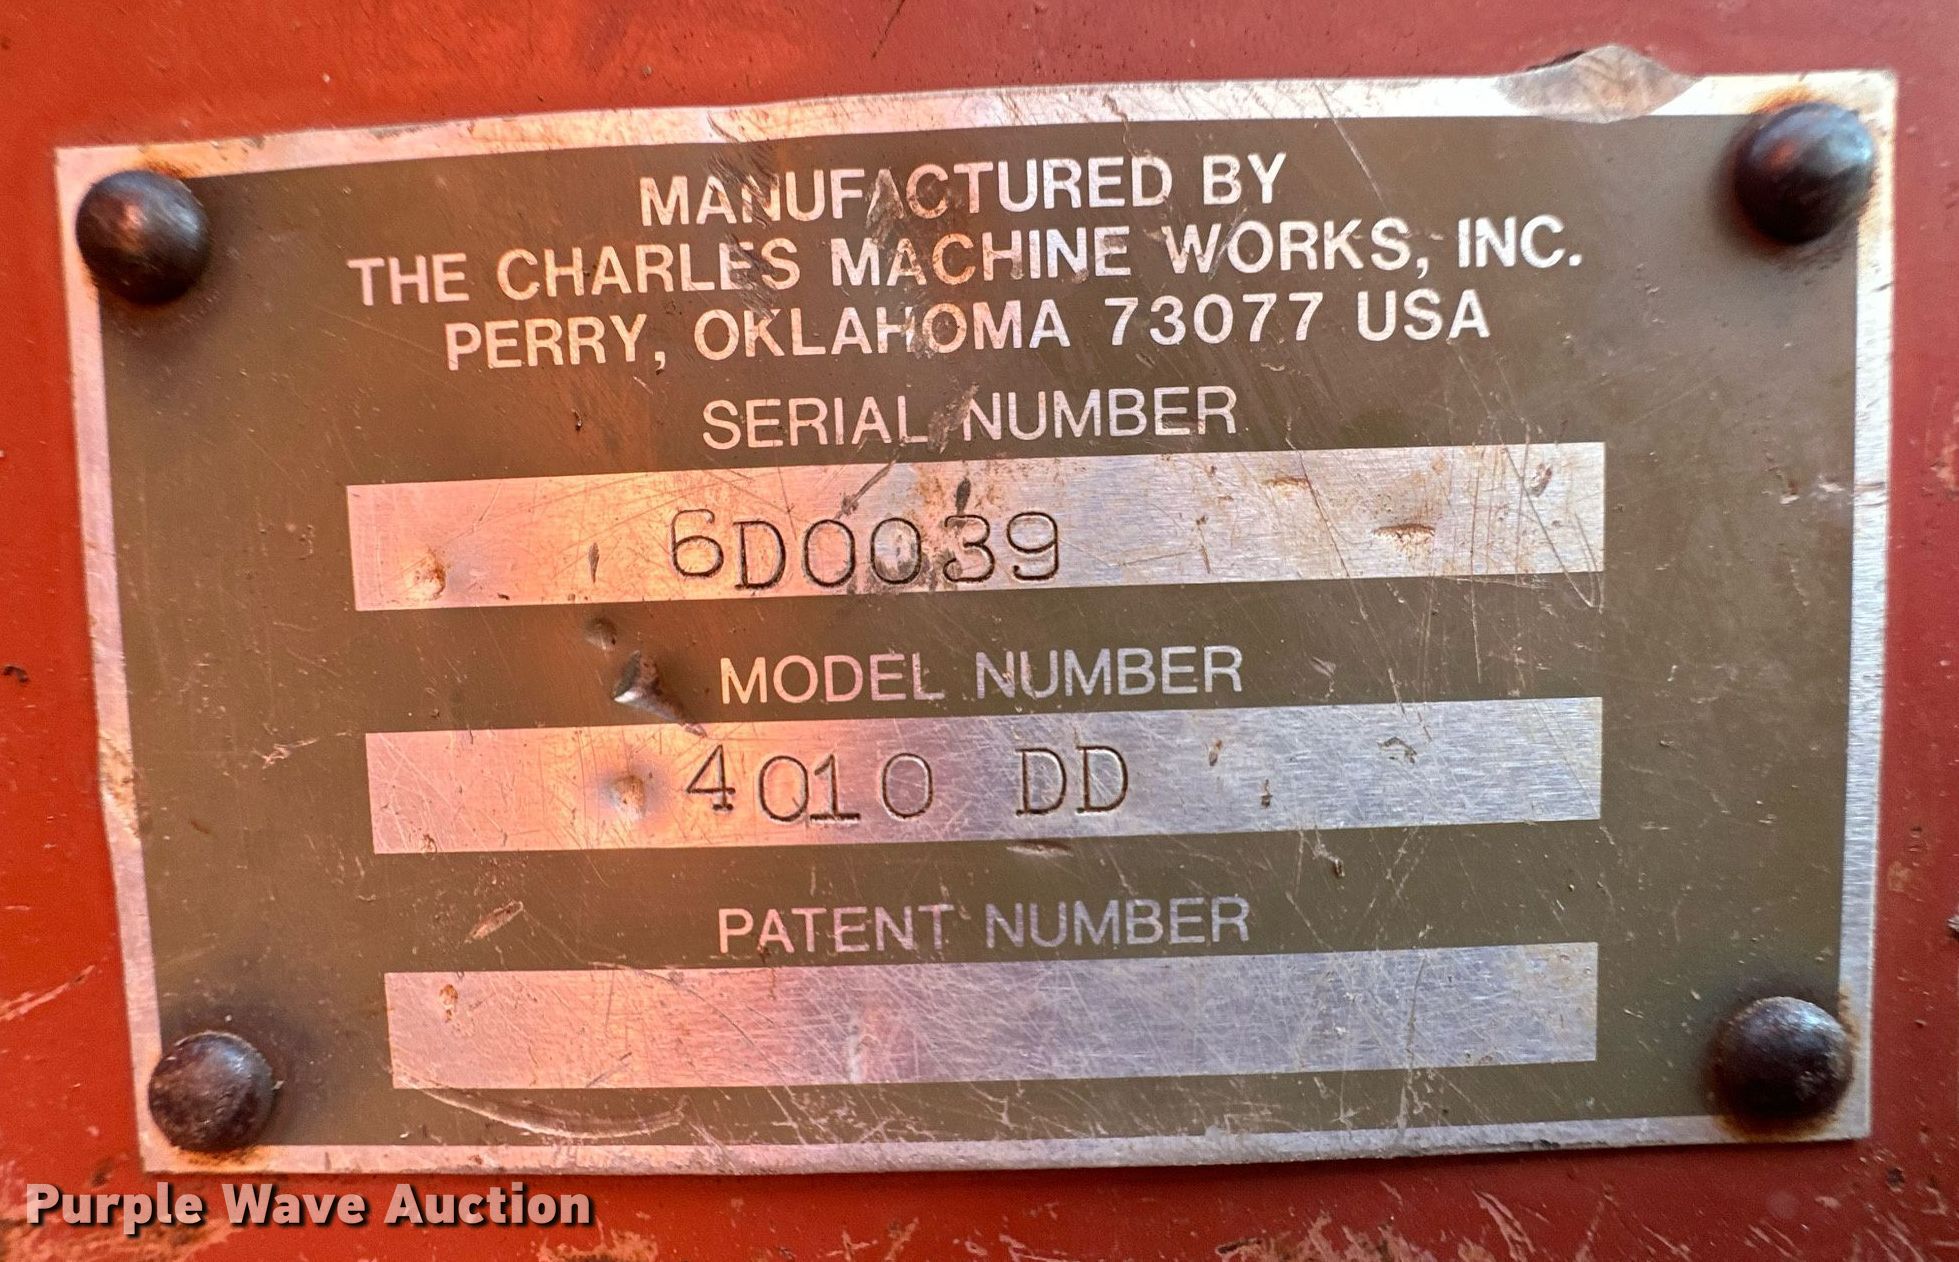 MANUFACTURED BY
THE CHARLES MACHINE WORKS, INC.
PERRY, OKLAHOMA 73077 USA
SERIAL NUMBER
6D0039
MODEL NUMBER
4010 DD
PATENT NUMBER
Purple Wave Auction